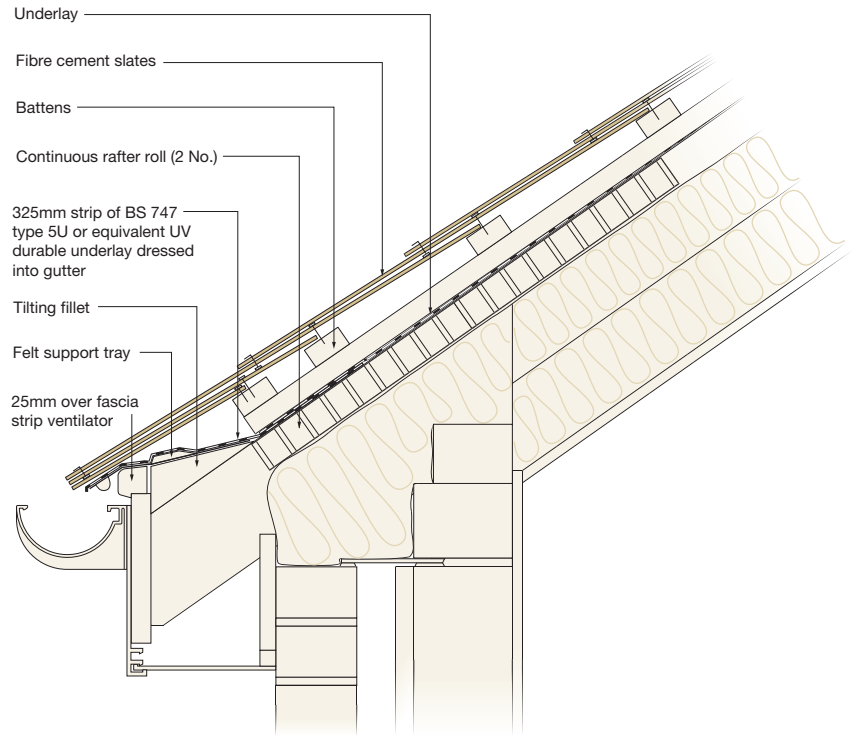 Underlay
Fibre cement slates
Battens
Continuous rafter roll (2 No.)
325mm strip of BS 747
type 5U or equivalent UV
durable underlay dressed
into gutter
Tilting fillet
Felt support tray
25mm over fascia
strip ventilator